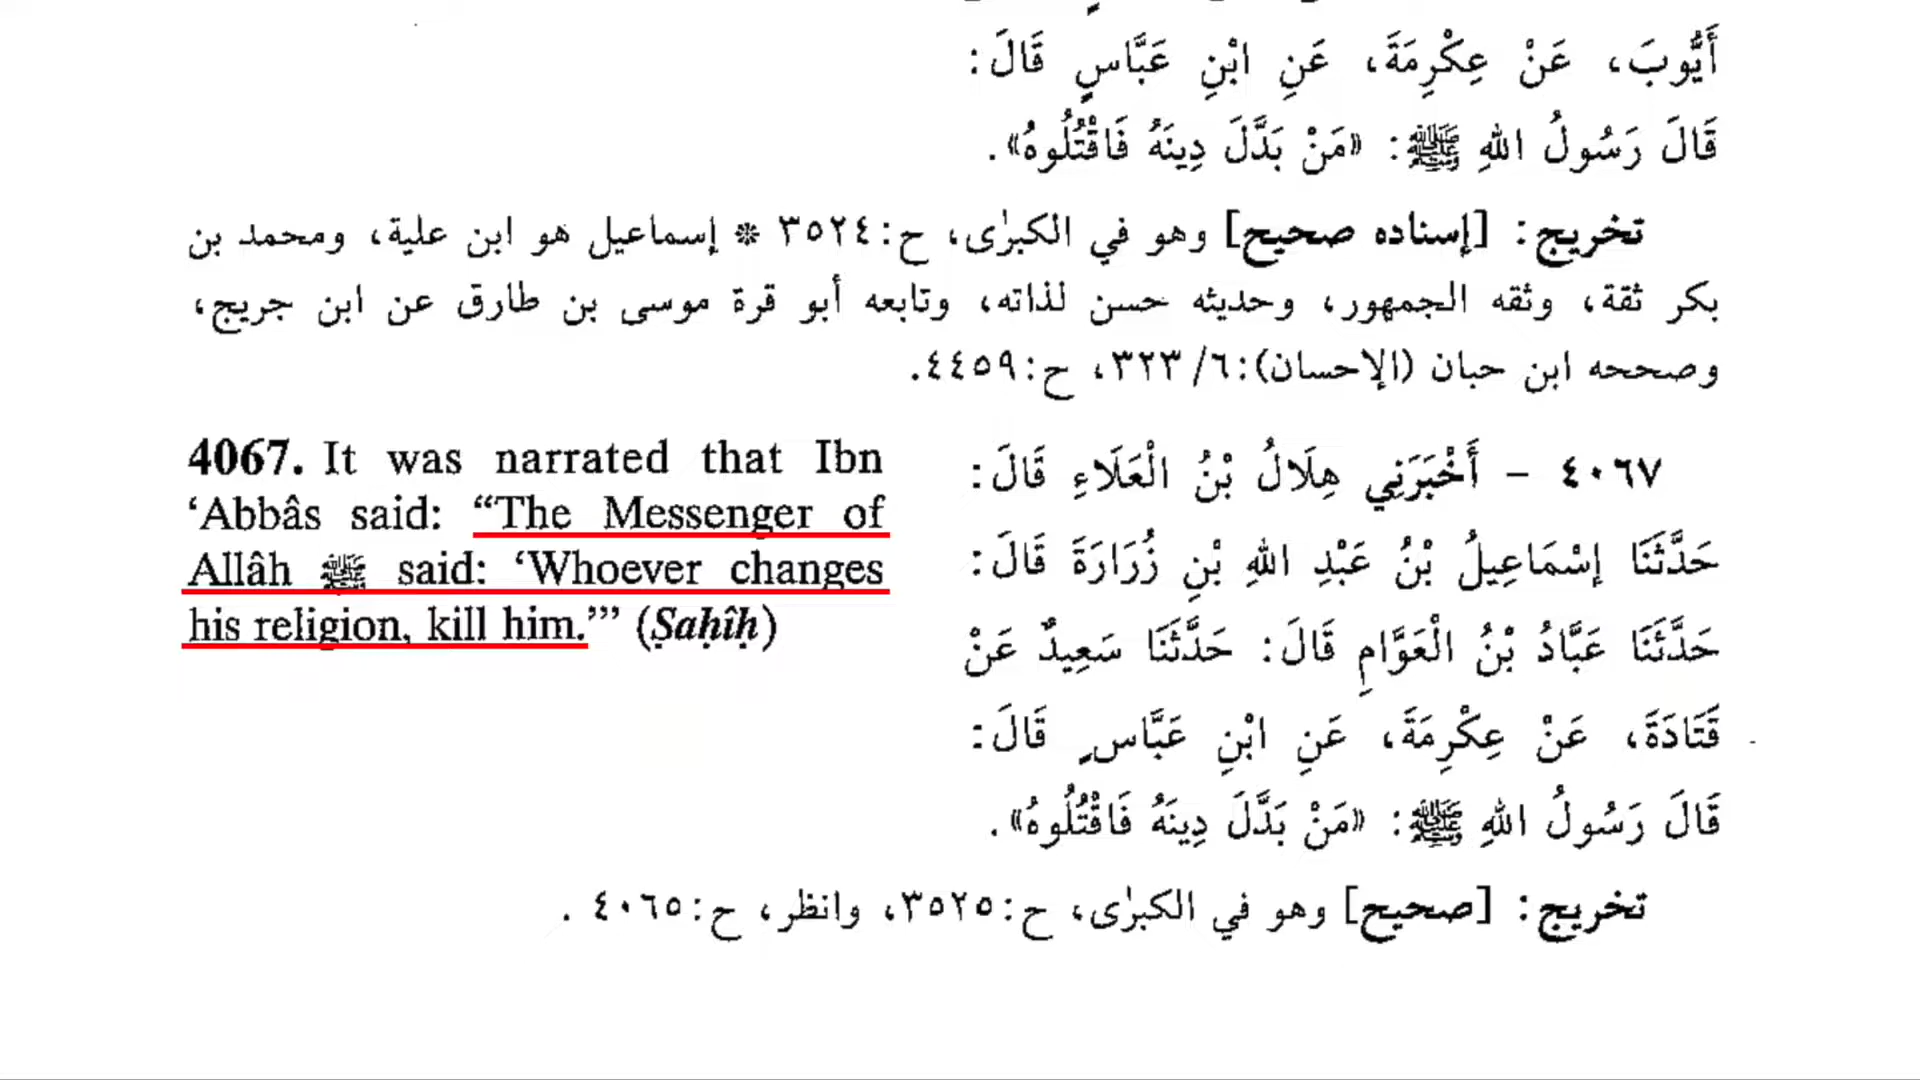 أَيُّوبَ، عَنْ عِكْرِمَةَ، عَنِ ابْنِ عَبَّاسٍ قَالَ:
قَالَ رَسُولُ اللهِ ﷺ: «مَنْ بَدَّلَ دِينَهُ فَاقْتُلُوهُ».
تخريج: [إسناده صحيح] وهو في الكبرٰى، ح:٣٥٢٤ * إسماعيل هو ابن علية، ومحمد بن
بكر ثقة، وثقه الجمهور، وحديثه حسن لذاته، وتابعه أبو قرة موسى بن طارق عن ابن جريج،
وصححه ابن حبان (الإحسان):٦/ ٣٢٣، ح:٤٤٥٩.
4067. It was narrated that Ibn
‘Abbâs said: “The Messenger of
Allâh ﷺ said: ‘Whoever changes
his religion, kill him.’” (Ṣaḥîḥ)
٤٠٦٧ - أَخْبَرَنِي هِلَالُ بْنُ الْعَلَاءِ قَالَ:
حَدَّثَنَا إِسْمَاعِيلُ بْنُ عَبْدِ اللهِ بْنِ زُرَارَةَ قَالَ:
حَدَّثَنَا عَبَّادُ بْنُ الْعَوَّامِ قَالَ: حَدَّثَنَا سَعِيدٌ عَنْ
قَتَادَةَ، عَنْ عِكْرِمَةَ، عَنِ ابْنِ عَبَّاسٍ قَالَ:
قَالَ رَسُولُ اللهِ ﷺ: «مَنْ بَدَّلَ دِينَهُ فَاقْتُلُوهُ».
تخريج: [صحيح] وهو في الكبرٰى، ح:٣٥٢٥، وانظر، ح:٤٠٦٥ .